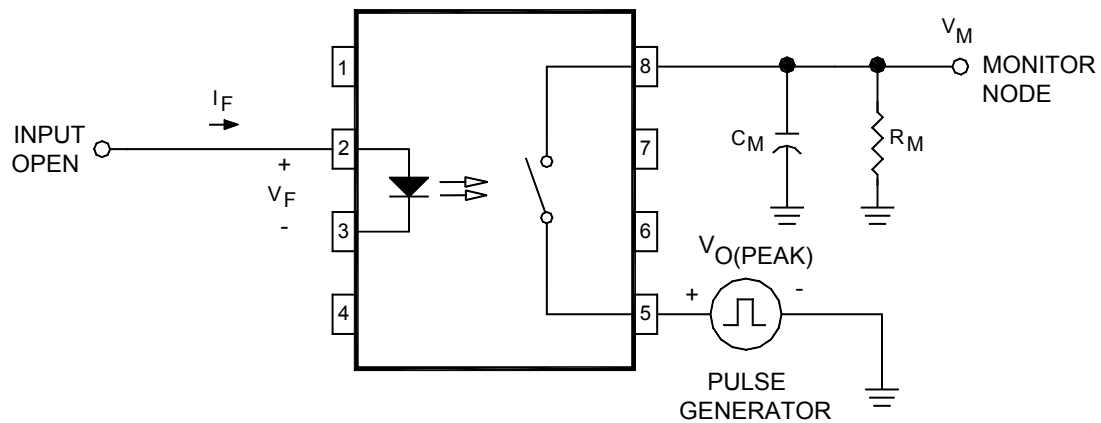 V_M
MONITOR
NODE
1
8
I_F
INPUT
OPEN
C_M
R_M
2
7
+
V_F
-
3
6
V_O(PEAK)
+
-
4
5
PULSE
GENERATOR